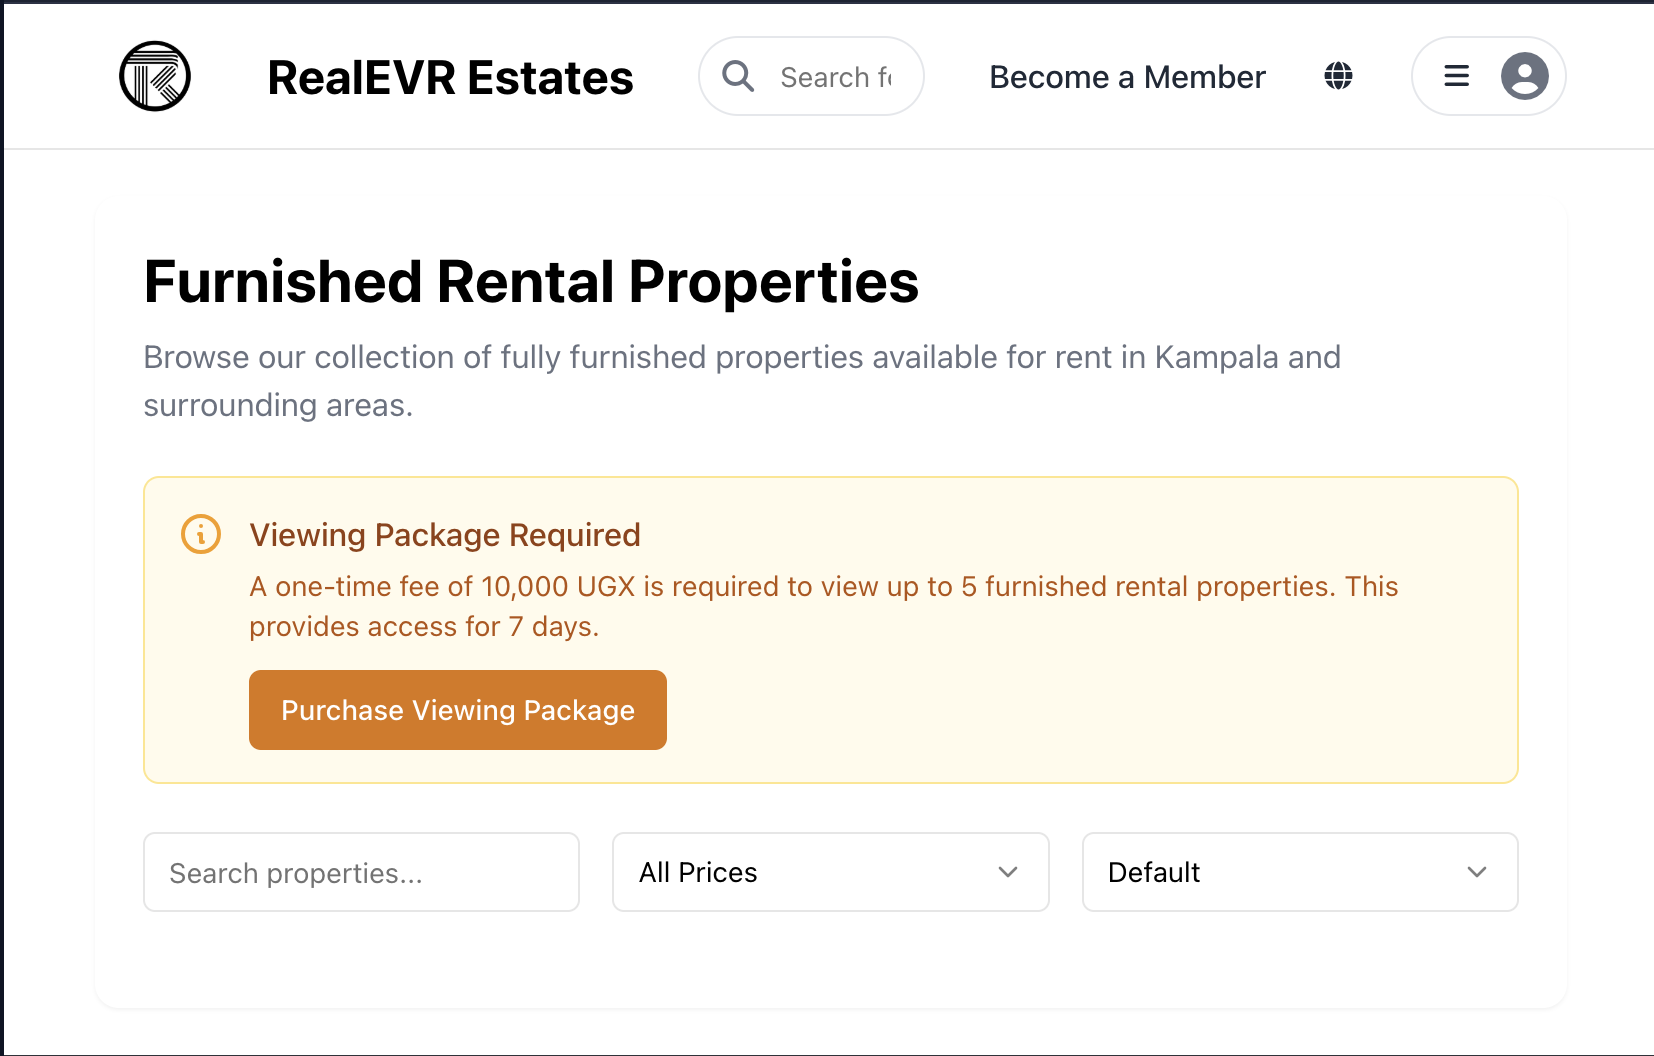 RealEVR Estates
Search
Become a Member
Furnished Rental Properties
Browse our collection of fully furnished properties available for rent in Kampala and
surrounding areas.
Viewing Package Required
A one-time fee of 10,000 UGX is required to view up to 5 furnished rental properties. This
provides access for 7 days.
Purchase Viewing Package
Search properties...
All Prices
Default